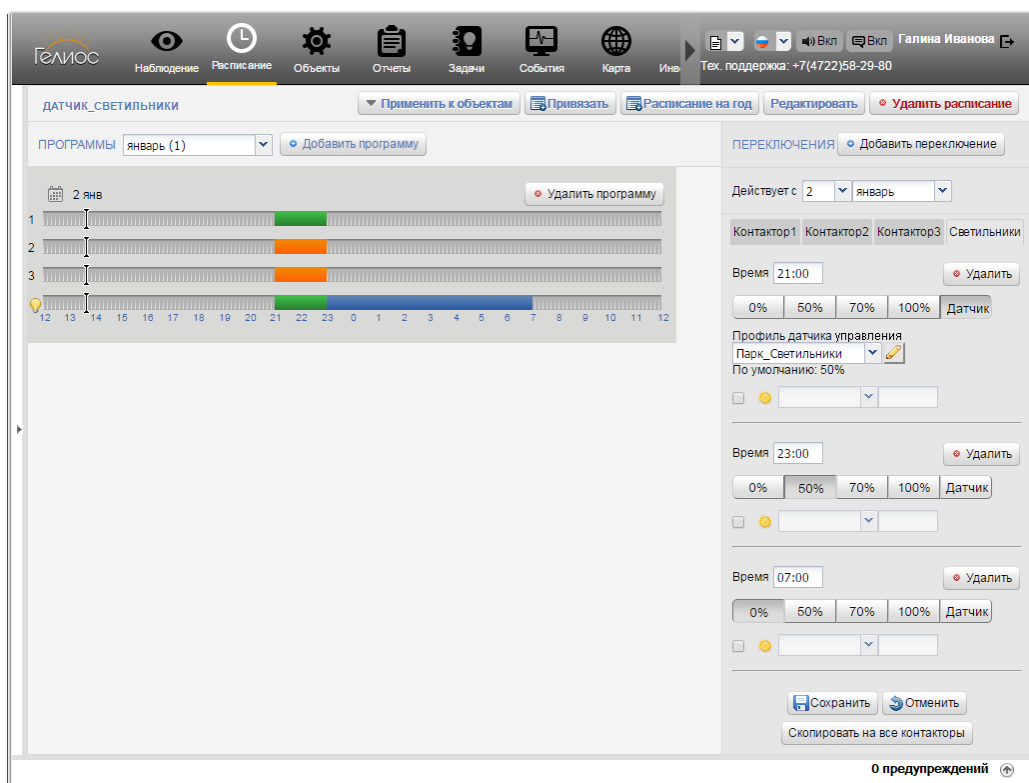 Гелиос
Наблюдение Расписание Объекты Отчеты Задачи События Карта Инв
Вкл Вкл Галина Иванова
Тех. поддержка: +7(4722)58-29-80
ДАТЧИК_СВЕТИЛЬНИКИ Применить к объектам Привязать Расписание на год Редактировать Удалить расписание
ПРОГРАММЫ январь (1) Добавить программу
2 янв Удалить программу
1
2
3
12 13 14 15 16 17 18 19 20 21 22 23 0 1 2 3 4 5 6 7 8 9 10 11 12
ПЕРЕКЛЮЧЕНИЯ Добавить переключение
Действует с 2 январь
Контактор1 Контактор2 Контактор3 Светильники
Время 21:00 Удалить
0% 50% 70% 100% Датчик
Профиль датчика управления
Парк_Светильники
По умолчанию: 50%
Время 23:00 Удалить
0% 50% 70% 100% Датчик
Время 07:00 Удалить
0% 50% 70% 100% Датчик
Сохранить Отменить
Скопировать на все контакторы
0 предупреждений